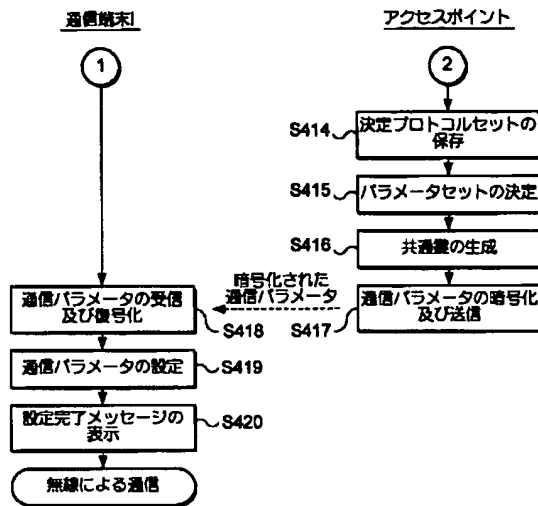 通信端末1
アクセスポイント
1
2
S414
決定プロトコルセットの
保存
S415
パラメータセットの決定
S416
共通鍵の生成
暗号化された
通信パラメータ
S417
通信パラメータの暗号化
及び送信
通信パラメータの受信
及び復号化
S418
通信パラメータの設定
S419
設定完了メッセージの
表示
S420
無線による通信